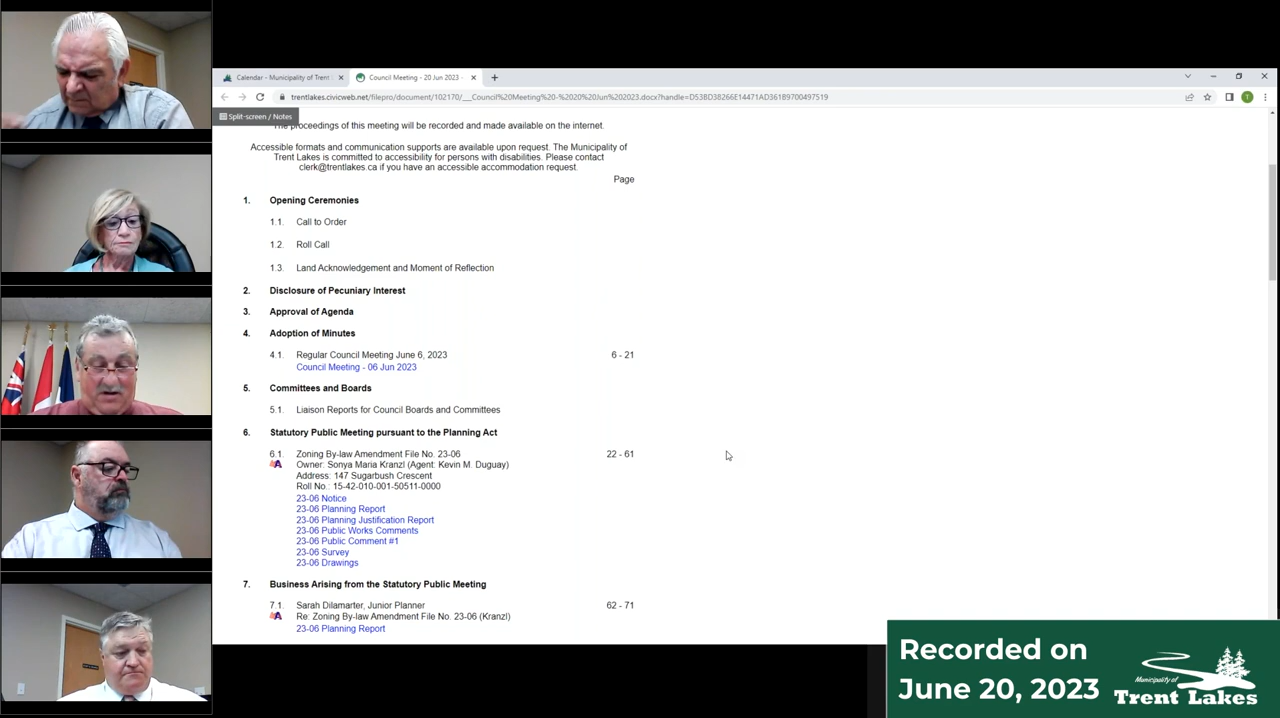 Calendar - Municipality of Trent
Council Meeting - 20 Jun 2023 -
trentlakes.civicweb.net/filepro/document/102170/__Council%20Meeting%20-%2020%20Jun%202023.docx?handle=D53BD38266E14471AD361B9700497519
T
Split-screen / Notes
The proceedings of this meeting will be recorded and made available on the internet.
Accessible formats and communication supports are available upon request. The Municipality of
Trent Lakes is committed to accessibility for persons with disabilities. Please contact
clerk@trentlakes.ca if you have an accessible accommodation request.
Page
1. Opening Ceremonies
1.1. Call to Order
1.2. Roll Call
1.3. Land Acknowledgement and Moment of Reflection
2. Disclosure of Pecuniary Interest
3. Approval of Agenda
4. Adoption of Minutes
4.1. Regular Council Meeting June 6, 2023 6 - 21
Council Meeting - 06 Jun 2023
5. Committees and Boards
5.1. Liaison Reports for Council Boards and Committees
6. Statutory Public Meeting pursuant to the Planning Act
6.1. Zoning By-law Amendment File No. 23-06 22 - 61
Owner: Sonya Maria Kranzl (Agent: Kevin M. Duguay)
Address: 147 Sugarbush Crescent
Roll No.: 15-42-010-001-50511-0000
23-06 Notice
23-06 Planning Report
23-06 Planning Justification Report
23-06 Public Works Comments
23-06 Public Comment #1
23-06 Survey
23-06 Drawings
7. Business Arising from the Statutory Public Meeting
7.1. Sarah Dilamarter, Junior Planner 62 - 71
Re: Zoning By-law Amendment File No. 23-06 (Kranzl)
23-06 Planning Report
Recorded on
June 20, 2023
Municipality of
Trent Lakes